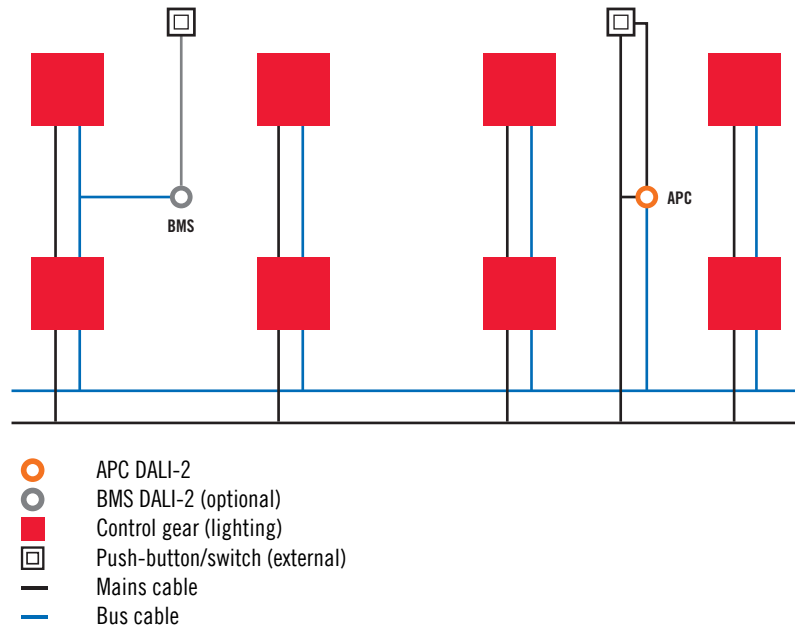 BMS
APC
APC DALI-2
BMS DALI-2 (optional)
Control gear (lighting)
Push-button/switch (external)
Mains cable
Bus cable